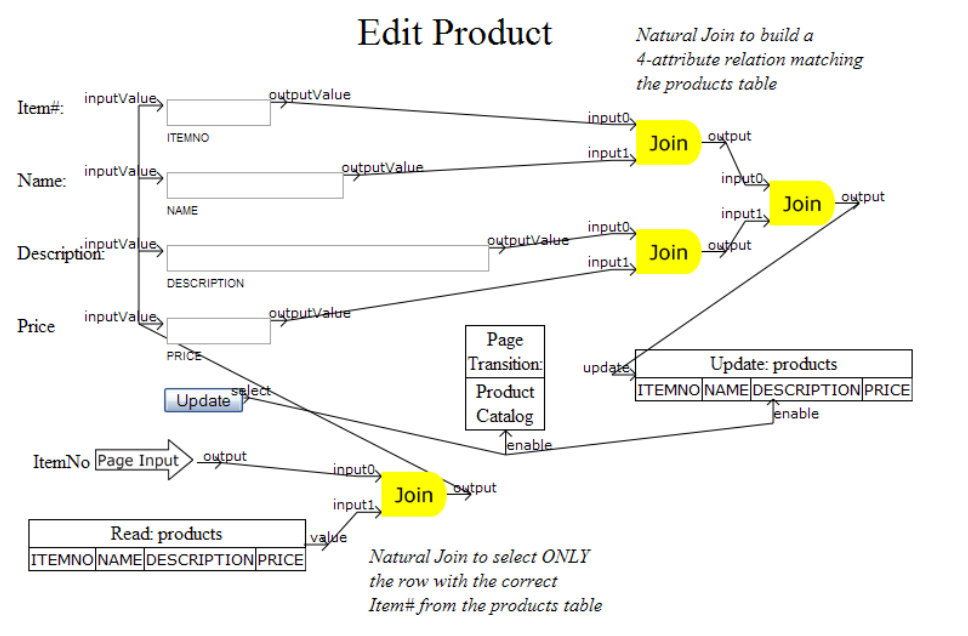 Edit Product
Natural Join to build a
4-attribute relation matching
the products table
Item#:
inputValue
outputValue
ITEMNO
input0
input1
Join
output
Name:
inputValue
outputValue
NAME
input0
input1
Join
output
Description:
inputValue
outputValue
DESCRIPTION
input0
input1
Join
output
Price
inputValue
outputValue
PRICE
Page
Transition:
Product
Catalog
enable
update
Update: products
ITEMNO NAME DESCRIPTION PRICE
enable
Update
select
ItemNo
Page Input
output
input0
input1
Join
output
Read: products
ITEMNO NAME DESCRIPTION PRICE
value
Natural Join to select ONLY
the row with the correct
Item# from the products table